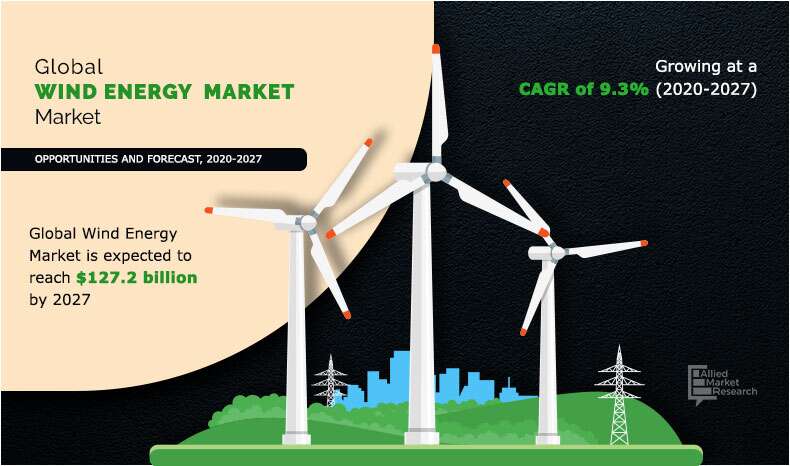 Global
WIND ENERGY MARKET
Market
OPPORTUNITIES AND FORECAST, 2020-2027
Global Wind Energy
Market is expected to
reach $127.2 billion
by 2027
Growing at a
CAGR of 9.3% (2020-2027)
Allied
Market
Research